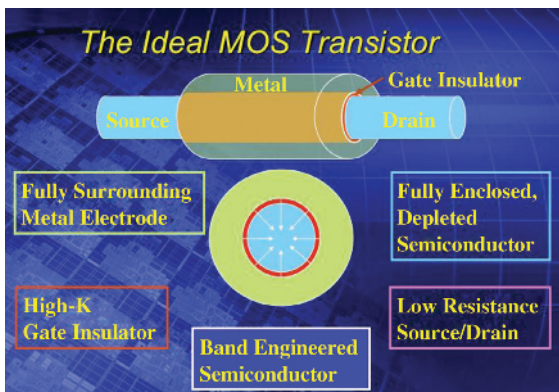 The Ideal MOS Transistor
Gate Insulator
Metal
Source
Drain
Fully Surrounding
Metal Electrode
Fully Enclosed,
Depleted
Semiconductor
High-K
Gate Insulator
Low Resistance
Source/Drain
Band Engineered
Semiconductor